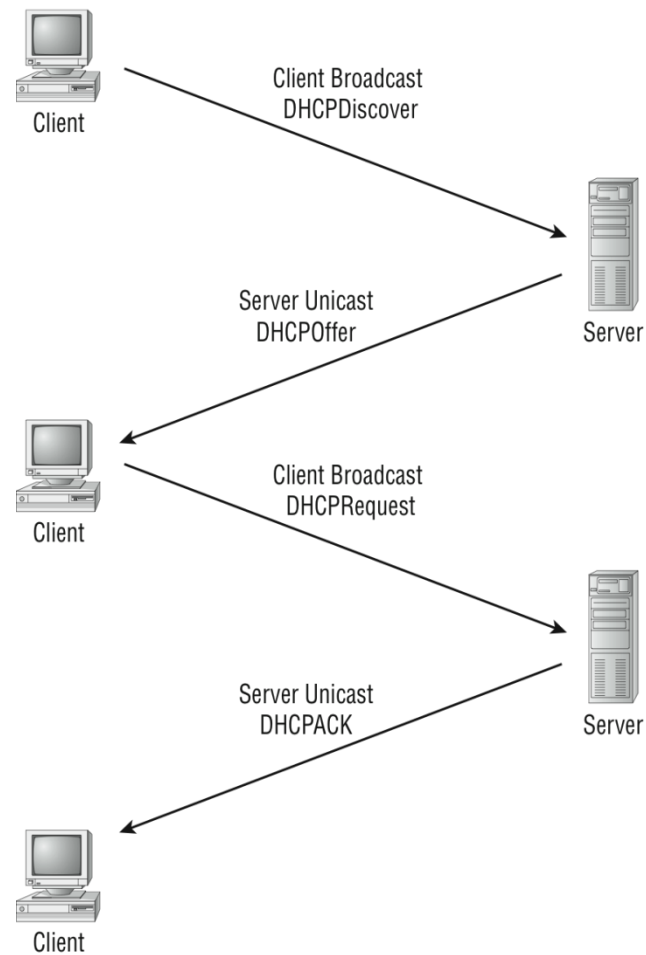 Client
Client Broadcast
DHCPDiscover
Server
Server Unicast
DHCPOffer
Client
Client Broadcast
DHCPRequest
Server
Server Unicast
DHCPACK
Client